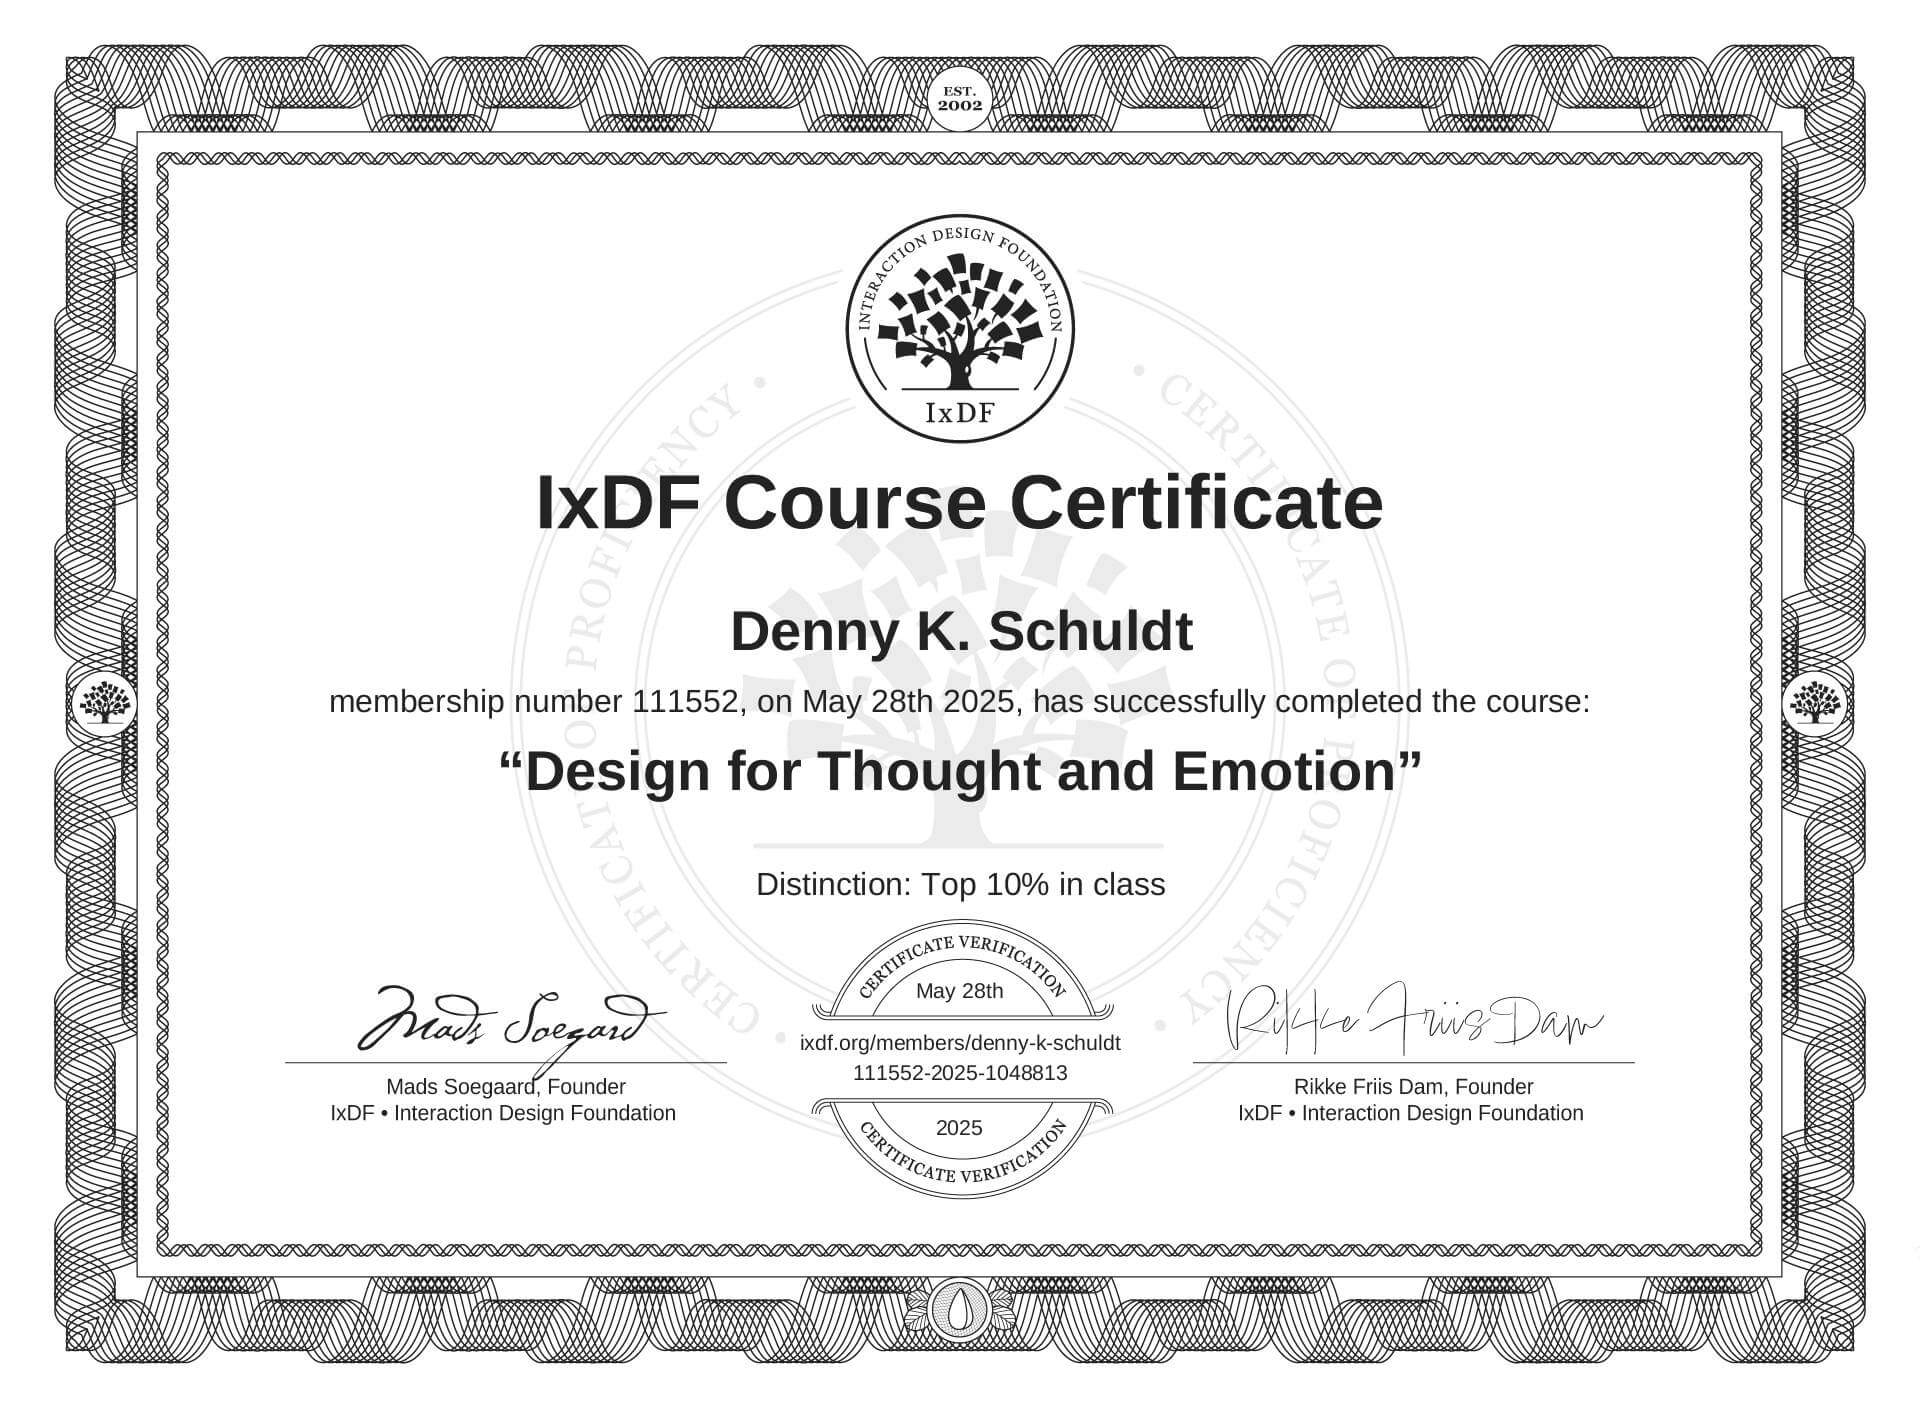 EST.
2002
INTERACTION DESIGN FOUNDATION
IxDF
• CERTIFICATE OF PROFICIENCY •
• CERTIFICATE OF PROFICIENCY •
IxDF Course Certificate
Denny K. Schuldt
membership number 111552, on May 28th 2025, has successfully completed the course:
“Design for Thought and Emotion”
Distinction: Top 10% in class
CERTIFICATE VERIFICATION
May 28th
ixdf.org/members/denny-k-schuldt
111552-2025-1048813
2025
CERTIFICATE VERIFICATION
Mads Soegaard
Mads Soegaard, Founder
IxDF • Interaction Design Foundation
Rikke Friis Dam
Rikke Friis Dam, Founder
IxDF • Interaction Design Foundation